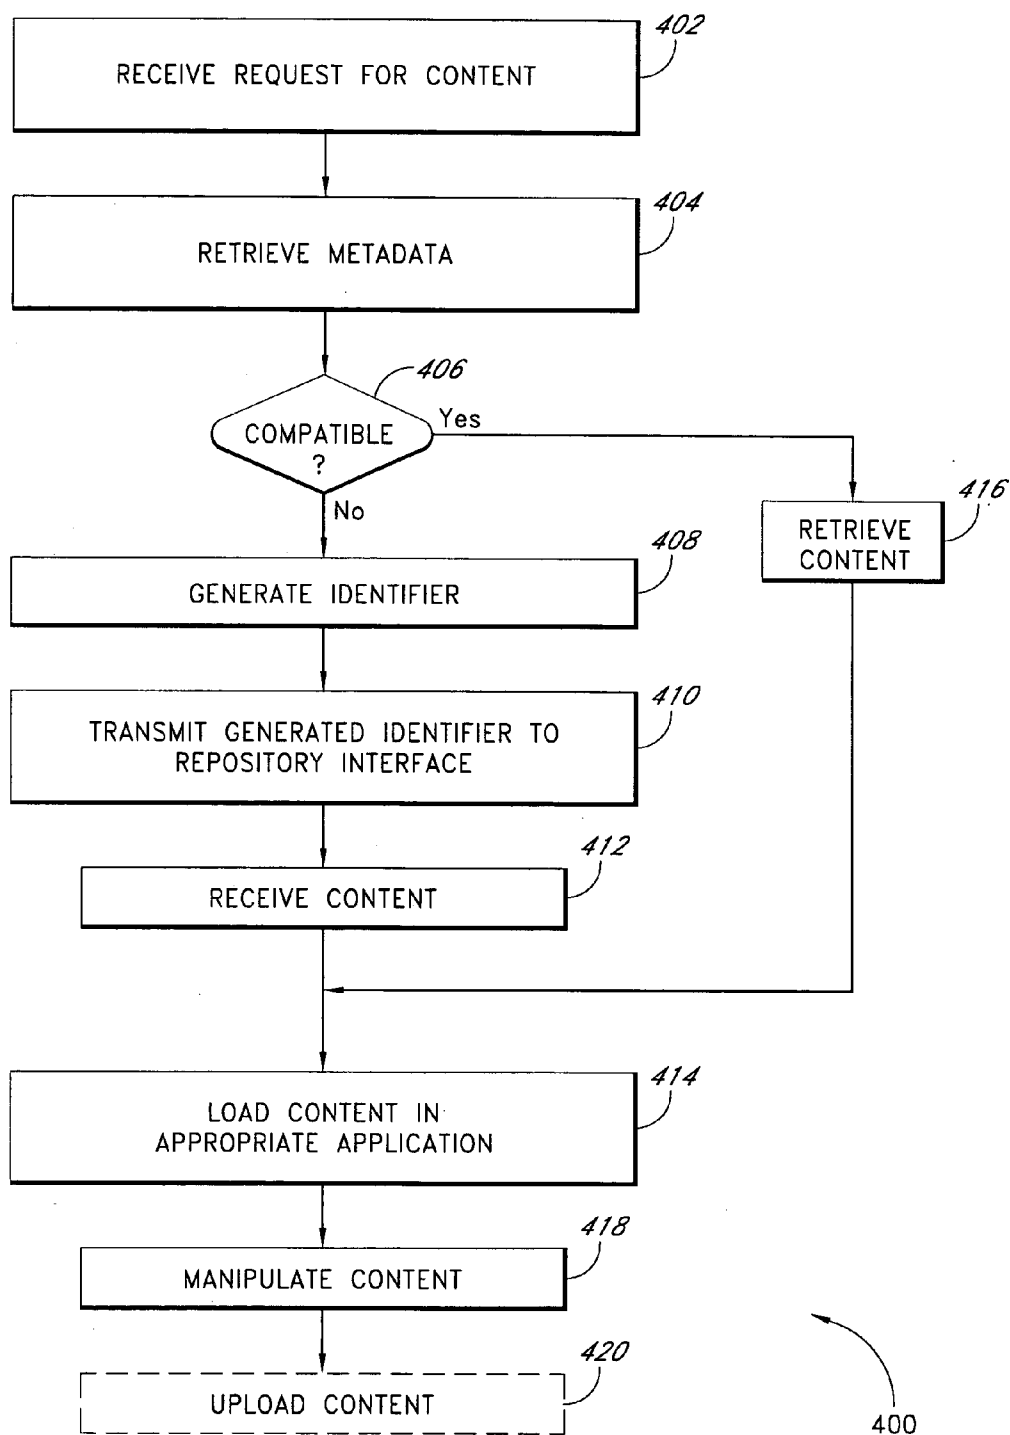 402
RECEIVE REQUEST FOR CONTENT
404
RETRIEVE METADATA
406
COMPATIBLE
?
Yes
No
416
RETRIEVE
CONTENT
408
GENERATE IDENTIFIER
410
TRANSMIT GENERATED IDENTIFIER TO
REPOSITORY INTERFACE
412
RECEIVE CONTENT
414
LOAD CONTENT IN
APPROPRIATE APPLICATION
418
MANIPULATE CONTENT
420
UPLOAD CONTENT
400